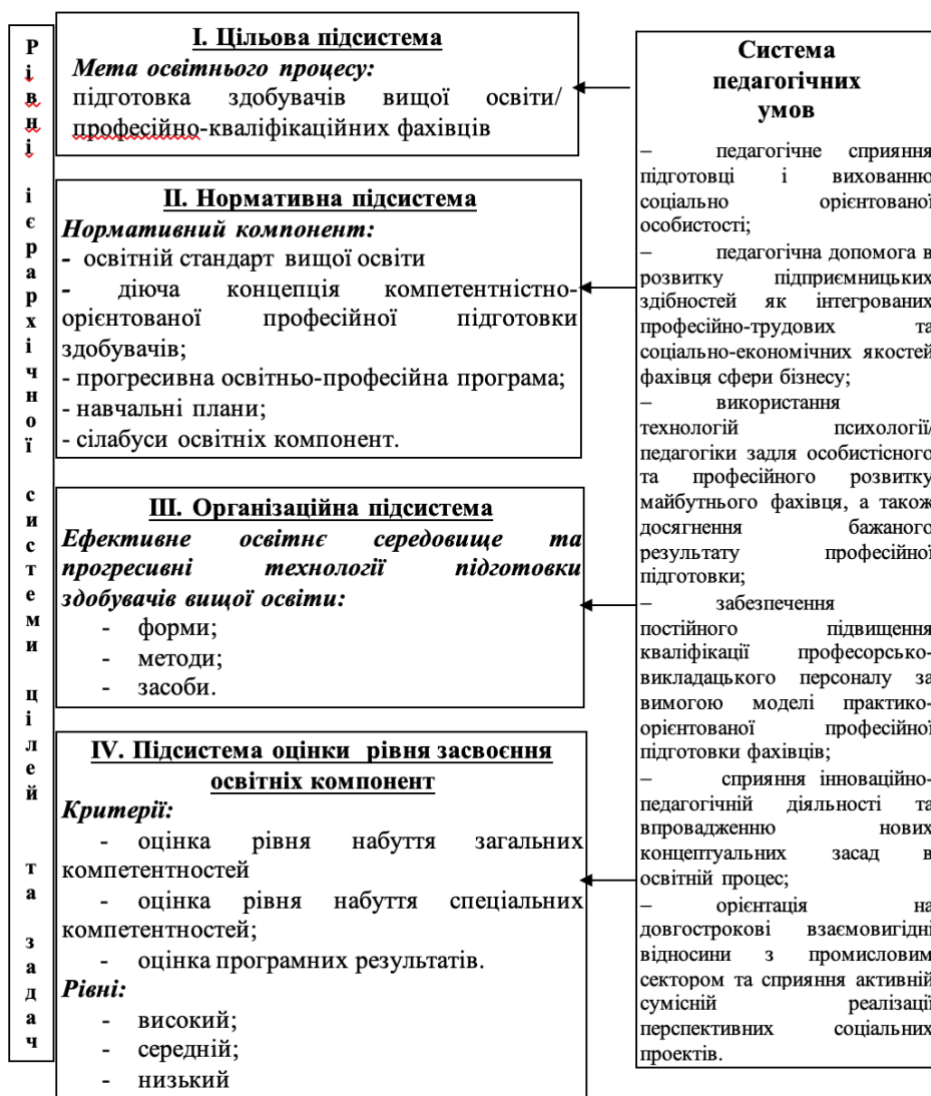 Рівні ієрархічної системи цілей та задач
І. Цільова підсистема
Мета освітнього процесу:
підготовка здобувачів вищої освіти/
професійно-кваліфікаційних фахівців
ІІ. Нормативна підсистема
Нормативний компонент:
- освітній стандарт вищої освіти
- діюча концепція компетентністно-
орієнтованої професійної підготовки
здобувачів;
- прогресивна освітньо-професійна програма;
- навчальні плани;
- сілабуси освітніх компонент.
ІІІ. Організаційна підсистема
Ефективне освітнє середовище та
прогресивні технології підготовки
здобувачів вищої освіти:
- форми;
- методи;
- засоби.
IV. Підсистема оцінки рівня засвоєння
освітніх компонент
Критерії:
- оцінка рівня набуття загальних
компетентностей
- оцінка рівня набуття спеціальних
компетентностей;
- оцінка програмних результатів.
Рівні:
- високий;
- середній;
- низький
Система
педагогічних
умов
– педагогічне сприяння
підготовці і вихованню
соціально орієнтованої
особистості;
– педагогічна допомога в
розвитку підприємницьких
здібностей як інтегрованих
професійно-трудових та
соціально-економічних якостей
фахівця сфери бізнесу;
– використання
технологій психології/
педагогіки задля особистісного
та професійного розвитку
майбутнього фахівця, а також
досягнення бажаного
результату професійної
підготовки;
– забезпечення
постійного підвищення
кваліфікації професорсько-
викладацького персоналу за
вимогою моделі практико-
орієнтованої професійної
підготовки фахівців;
– сприяння інноваційно-
педагогічній діяльності та
впровадженню нових
концептуальних засад в
освітній процес;
– орієнтація на
довгострокові взаємовигідні
відносини з промисловим
сектором та сприяння активній
сумісній реалізації
перспективних соціальних
проектів.